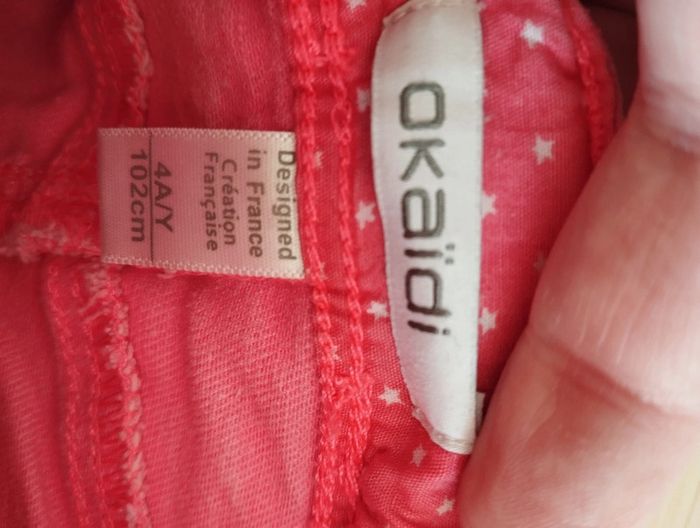 okaïdi
Designed
in France
Création
Française
4A/Y
102cm